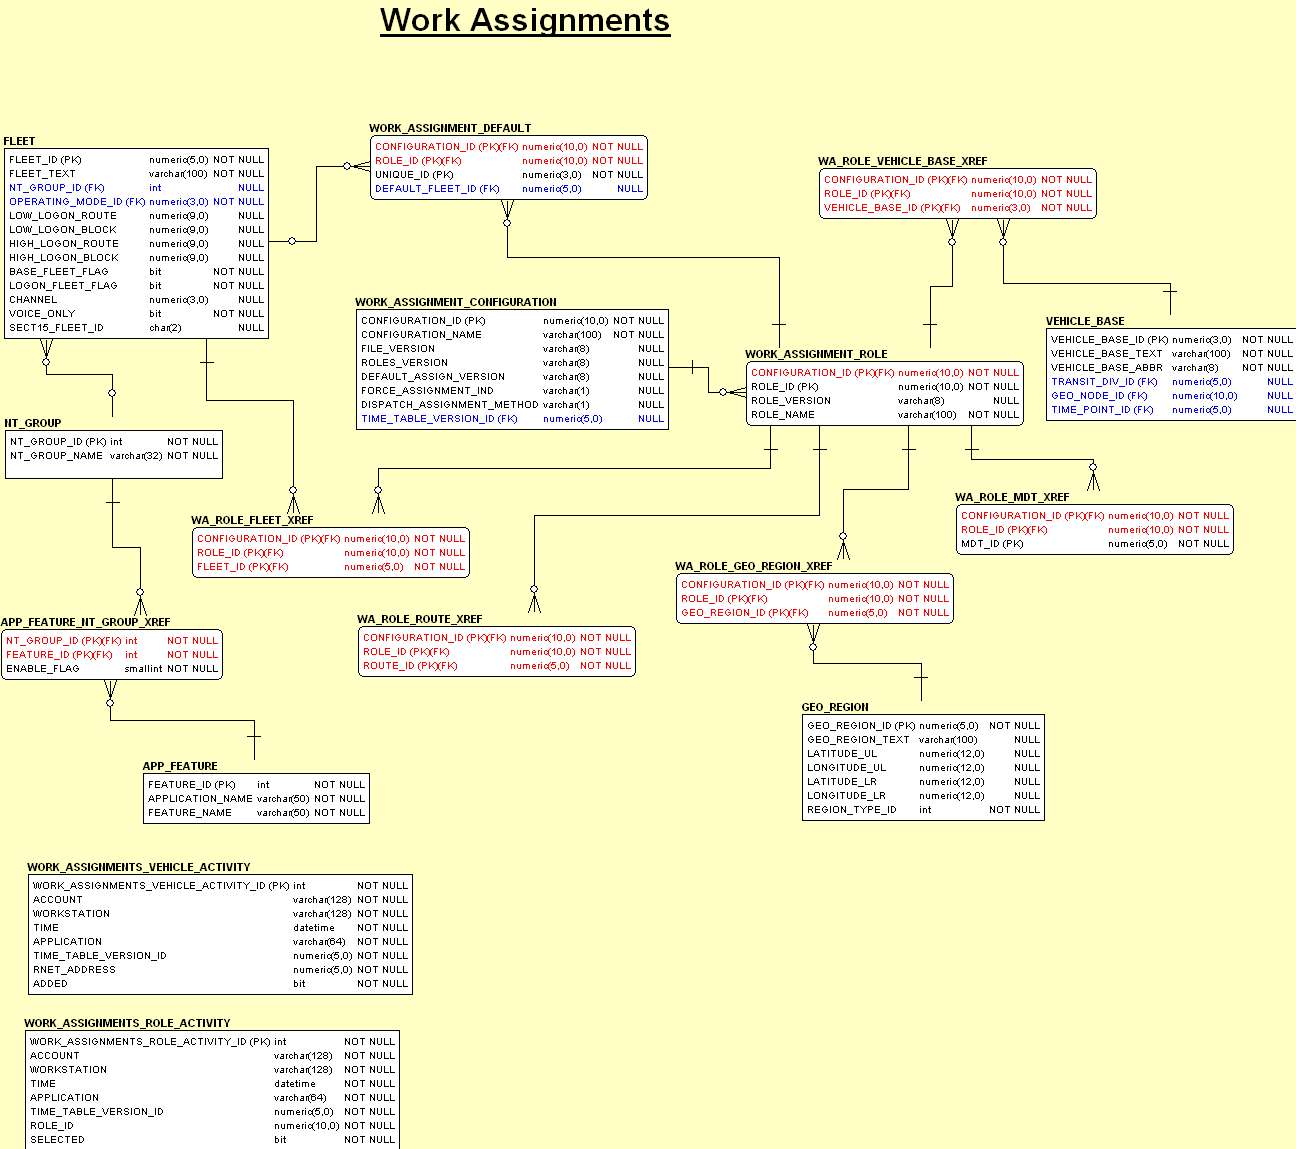 Work Assignments
FLEET
FLEET_ID (PK) numeric(5,0) NOT NULL
FLEET_TEXT varchar(100) NOT NULL
NT_GROUP_ID (FK) int NULL
OPERATING_MODE_ID (FK) numeric(3,0) NOT NULL
LOW_LOGON_ROUTE numeric(9,0) NULL
LOW_LOGON_BLOCK numeric(9,0) NULL
HIGH_LOGON_ROUTE numeric(9,0) NULL
HIGH_LOGON_BLOCK numeric(9,0) NULL
BASE_FLEET_FLAG bit NOT NULL
LOGON_FLEET_FLAG bit NOT NULL
CHANNEL numeric(3,0) NULL
VOICE_ONLY bit NOT NULL
SECT15_FLEET_ID char(2) NULL
WORK_ASSIGNMENT_DEFAULT
CONFIGURATION_ID (PK)(FK) numeric(10,0) NOT NULL
ROLE_ID (PK)(FK) numeric(10,0) NOT NULL
UNIQUE_ID (PK) numeric(3,0) NOT NULL
DEFAULT_FLEET_ID (FK) numeric(5,0) NULL
WA_ROLE_VEHICLE_BASE_XREF
CONFIGURATION_ID (PK)(FK) numeric(10,0) NOT NULL
ROLE_ID (PK)(FK) numeric(10,0) NOT NULL
VEHICLE_BASE_ID (PK)(FK) numeric(3,0) NOT NULL
WORK_ASSIGNMENT_CONFIGURATION
CONFIGURATION_ID (PK) numeric(10,0) NOT NULL
CONFIGURATION_NAME varchar(100) NOT NULL
FILE_VERSION varchar(8) NULL
ROLES_VERSION varchar(8) NULL
DEFAULT_ASSIGN_VERSION varchar(8) NULL
FORCE_ASSIGNMENT_IND varchar(1) NULL
DISPATCH_ASSIGNMENT_METHOD varchar(1) NULL
TIME_TABLE_VERSION_ID (FK) numeric(5,0) NULL
VEHICLE_BASE
VEHICLE_BASE_ID (PK) numeric(3,0) NOT NULL
VEHICLE_BASE_TEXT varchar(100) NOT NULL
VEHICLE_BASE_ABBR varchar(8) NOT NULL
TRANSIT_DIV_ID (FK) numeric(5,0) NULL
GEO_NODE_ID (FK) numeric(10,0) NULL
TIME_POINT_ID (FK) numeric(5,0) NULL
WORK_ASSIGNMENT_ROLE
CONFIGURATION_ID (PK)(FK) numeric(10,0) NOT NULL
ROLE_ID (PK) numeric(10,0) NOT NULL
ROLE_VERSION varchar(8) NULL
ROLE_NAME varchar(100) NOT NULL
NT_GROUP
NT_GROUP_ID (PK) int NOT NULL
NT_GROUP_NAME varchar(32) NOT NULL
WA_ROLE_FLEET_XREF
CONFIGURATION_ID (PK)(FK) numeric(10,0) NOT NULL
ROLE_ID (PK)(FK) numeric(10,0) NOT NULL
FLEET_ID (PK)(FK) numeric(5,0) NOT NULL
WA_ROLE_MDT_XREF
CONFIGURATION_ID (PK)(FK) numeric(10,0) NOT NULL
ROLE_ID (PK)(FK) numeric(10,0) NOT NULL
MDT_ID (PK) numeric(5,0) NOT NULL
WA_ROLE_GEO_REGION_XREF
CONFIGURATION_ID (PK)(FK) numeric(10,0) NOT NULL
ROLE_ID (PK)(FK) numeric(10,0) NOT NULL
GEO_REGION_ID (PK)(FK) numeric(5,0) NOT NULL
WA_ROLE_ROUTE_XREF
CONFIGURATION_ID (PK)(FK) numeric(10,0) NOT NULL
ROLE_ID (PK)(FK) numeric(10,0) NOT NULL
ROUTE_ID (PK)(FK) numeric(5,0) NOT NULL
APP_FEATURE_NT_GROUP_XREF
NT_GROUP_ID (PK)(FK) int NOT NULL
FEATURE_ID (PK)(FK) int NOT NULL
ENABLE_FLAG smallint NOT NULL
GEO_REGION
GEO_REGION_ID (PK) numeric(5,0) NOT NULL
GEO_REGION_TEXT varchar(100) NULL
LATITUDE_UL numeric(12,0) NULL
LONGITUDE_UL numeric(12,0) NULL
LATITUDE_LR numeric(12,0) NULL
LONGITUDE_LR numeric(12,0) NULL
REGION_TYPE_ID int NOT NULL
APP_FEATURE
FEATURE_ID (PK) int NOT NULL
APPLICATION_NAME varchar(50) NOT NULL
FEATURE_NAME varchar(50) NOT NULL
WORK_ASSIGNMENTS_VEHICLE_ACTIVITY
WORK_ASSIGNMENTS_VEHICLE_ACTIVITY_ID (PK) int NOT NULL
ACCOUNT varchar(128) NOT NULL
WORKSTATION varchar(128) NOT NULL
TIME datetime NOT NULL
APPLICATION varchar(64) NOT NULL
TIME_TABLE_VERSION_ID numeric(5,0) NOT NULL
RNET_ADDRESS numeric(5,0) NOT NULL
ADDED bit NOT NULL
WORK_ASSIGNMENTS_ROLE_ACTIVITY
WORK_ASSIGNMENTS_ROLE_ACTIVITY_ID (PK) int NOT NULL
ACCOUNT varchar(128) NOT NULL
WORKSTATION varchar(128) NOT NULL
TIME datetime NOT NULL
APPLICATION varchar(64) NOT NULL
TIME_TABLE_VERSION_ID numeric(5,0) NOT NULL
ROLE_ID numeric(10,0) NOT NULL
SELECTED bit NOT NULL